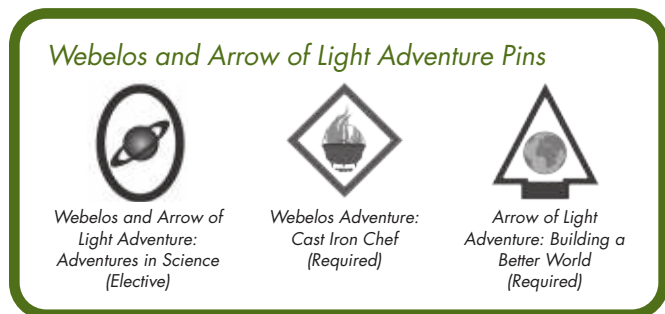 Webelos and Arrow of Light Adventure Pins
Webelos and Arrow of
Light Adventure:
Adventures in Science
(Elective)
Webelos Adventure:
Cast Iron Chef
(Required)
Arrow of Light
Adventure: Building a
Better World
(Required)